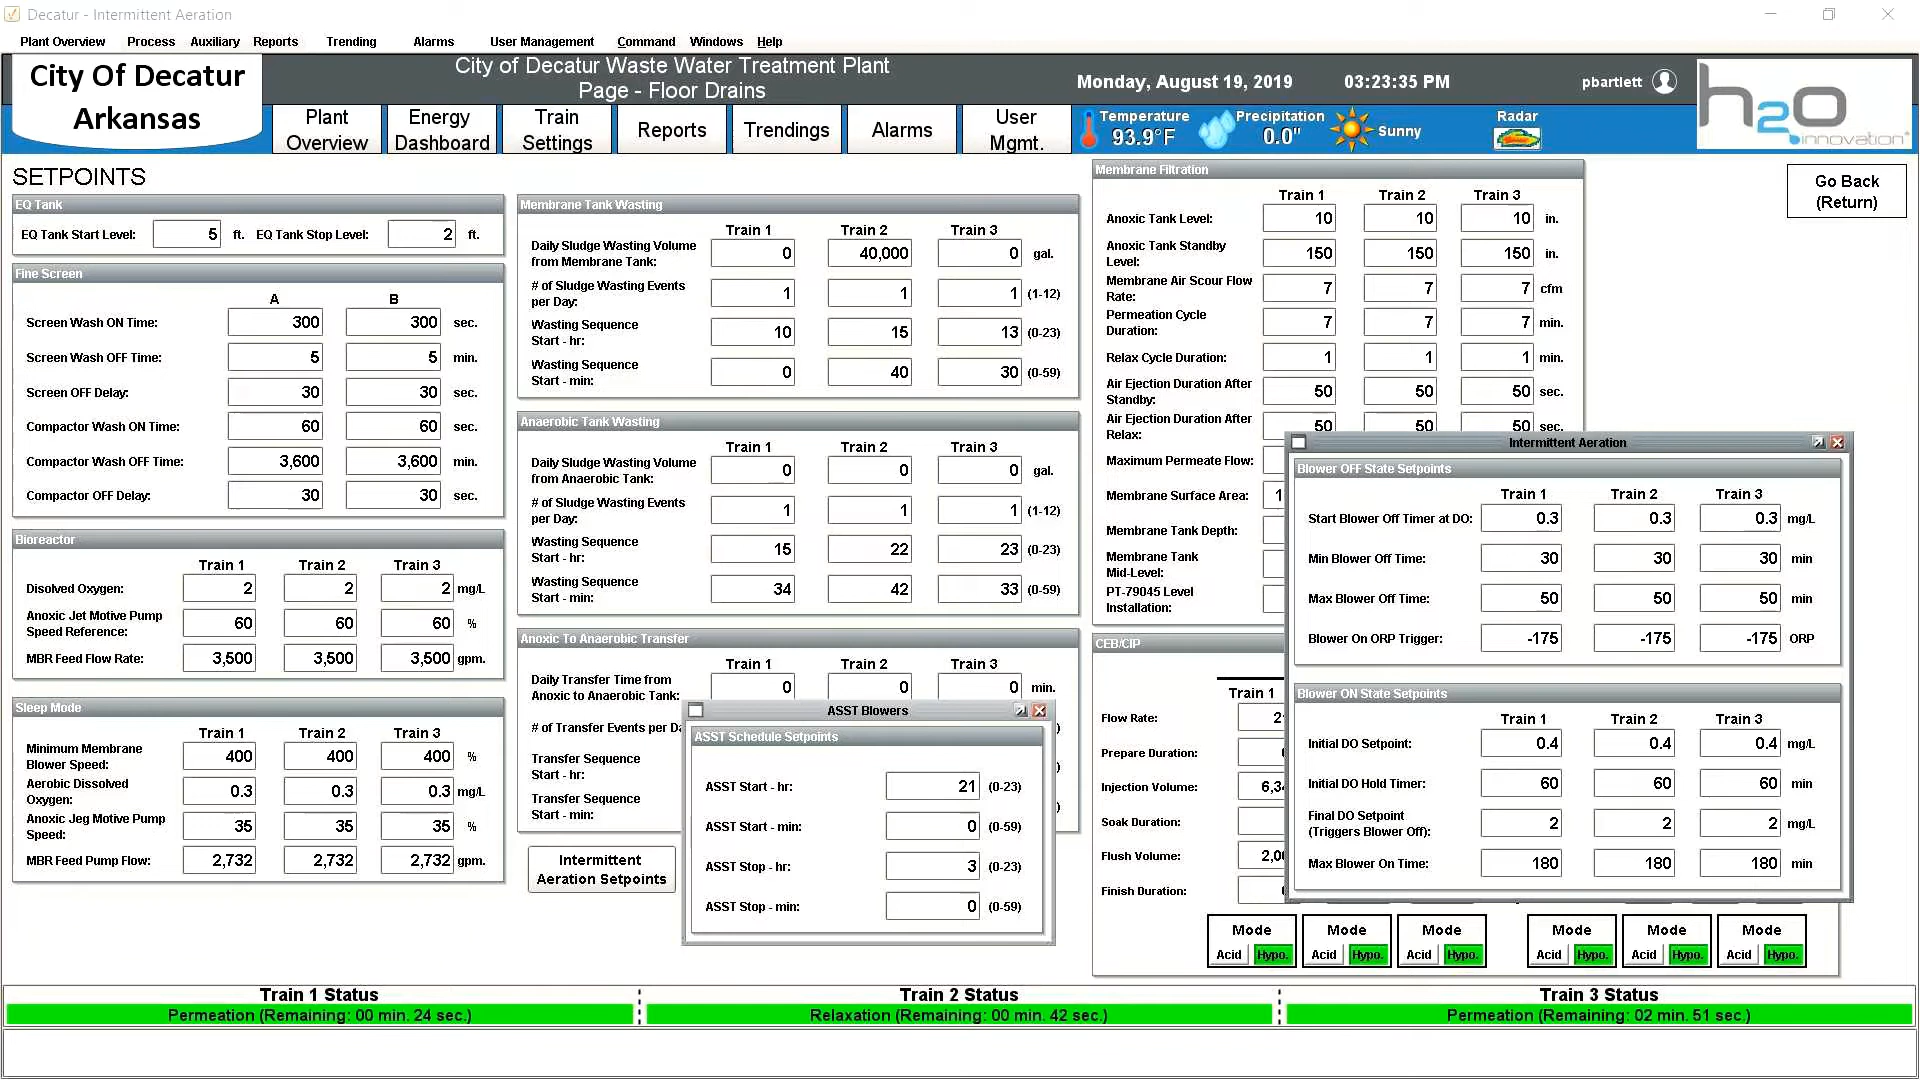 Decatur - Intermittent Aeration
Plant Overview Process Auxiliary Reports Trending Alarms User Management Command Windows Help
City Of Decatur
Arkansas
City of Decatur Waste Water Treatment Plant
Page - Floor Drains
Monday, August 19, 2019 03:23:35 PM
pbartlett
h2o innovation
Plant Overview
Energy Dashboard
Train Settings
Reports
Trendings
Alarms
User Mgmt.
Temperature 93.9°F
Precipitation 0.0"
Sunny
Radar
Go Back (Return)
SETPOINTS
EQ Tank
EQ Tank Start Level: 5 ft. EQ Tank Stop Level: 2 ft.
Fine Screen
A B
Screen Wash ON Time: 300 300 sec.
Screen Wash OFF Time: 5 5 min.
Screen OFF Delay: 30 30 sec.
Compactor Wash ON Time: 60 60 sec.
Compactor Wash OFF Time: 3,600 3,600 min.
Compactor OFF Delay: 30 30 sec.
Bioreactor
Train 1 Train 2 Train 3
Disolved Oxygen: 2 2 2 mg/L
Anoxic Jet Motive Pump Speed Reference: 60 60 60 %
MBR Feed Flow Rate: 3,500 3,500 3,500 gpm.
Sleep Mode
Train 1 Train 2 Train 3
Minimum Membrane Blower Speed: 400 400 400 %
Aerobic Dissolved Oxygen: 0.3 0.3 0.3 mg/L
Anoxic Jeg Motive Pump Speed: 35 35 35 %
MBR Feed Pump Flow: 2,732 2,732 2,732 gpm.
Membrane Tank Wasting
Train 1 Train 2 Train 3
Daily Sludge Wasting Volume from Membrane Tank: 0 40,000 0 gal.
# of Sludge Wasting Events per Day: 1 1 1 (1-12)
Wasting Sequence Start - hr: 10 15 13 (0-23)
Wasting Sequence Start - min: 0 40 30 (0-59)
Anaerobic Tank Wasting
Train 1 Train 2 Train 3
Daily Sludge Wasting Volume from Anaerobic Tank: 0 0 0 gal.
# of Sludge Wasting Events per Day: 1 1 1 (1-12)
Wasting Sequence Start - hr: 15 22 23 (0-23)
Wasting Sequence Start - min: 34 42 33 (0-59)
Anoxic To Anaerobic Transfer
Train 1 Train 2 Train 3
Daily Transfer Time from Anoxic to Anaerobic Tank: 0 0 0 min.
# of Transfer Events per
Transfer Sequence Start - hr:
Transfer Sequence Start - min:
Intermittent Aeration Setpoints
ASST Blowers
ASST Schedule Setpoints
ASST Start - hr: 21 (0-23)
ASST Start - min: 0 (0-59)
ASST Stop - hr: 3 (0-23)
ASST Stop - min: 0 (0-59)
Membrane Filtration
Train 1 Train 2 Train 3
Anoxic Tank Level: 10 10 10 in.
Anoxic Tank Standby Level: 150 150 150 in.
Membrane Air Scour Flow Rate: 7 7 7 cfm
Permeation Cycle Duration: 7 7 7 min.
Relax Cycle Duration: 1 1 1 min.
Air Ejection Duration After Standby: 50 50 50 sec.
Air Ejection Duration After Relax: 50 50 50 sec.
Maximum Permeate Flow:
Membrane Surface Area: 1
Membrane Tank Depth:
Membrane Tank Mid-Level:
PT-79045 Level Installation:
CEB/CIP
Train 1
Flow Rate: 2
Prepare Duration:
Injection Volume: 6,3
Soak Duration:
Flush Volume: 2,0
Finish Duration:
Intermittent Aeration
Blower OFF State Setpoints
Train 1 Train 2 Train 3
Start Blower Off Timer at DO: 0.3 0.3 0.3 mg/L
Min Blower Off Time: 30 30 30 min
Max Blower Off Time: 50 50 50 min
Blower On ORP Trigger: -175 -175 -175 ORP
Blower ON State Setpoints
Train 1 Train 2 Train 3
Initial DO Setpoint: 0.4 0.4 0.4 mg/L
Initial DO Hold Timer: 60 60 60 min
Final DO Setpoint (Triggers Blower Off): 2 2 2 mg/L
Max Blower On Time: 180 180 180 min
Mode Mode Mode Mode Mode Mode
Acid Hypo. Acid Hypo. Acid Hypo. Acid Hypo. Acid Hypo. Acid Hypo.
Train 1 Status Train 2 Status Train 3 Status
Permeation (Remaining: 00 min. 24 sec.) Relaxation (Remaining: 00 min. 42 sec.) Permeation (Remaining: 02 min. 51 sec.)